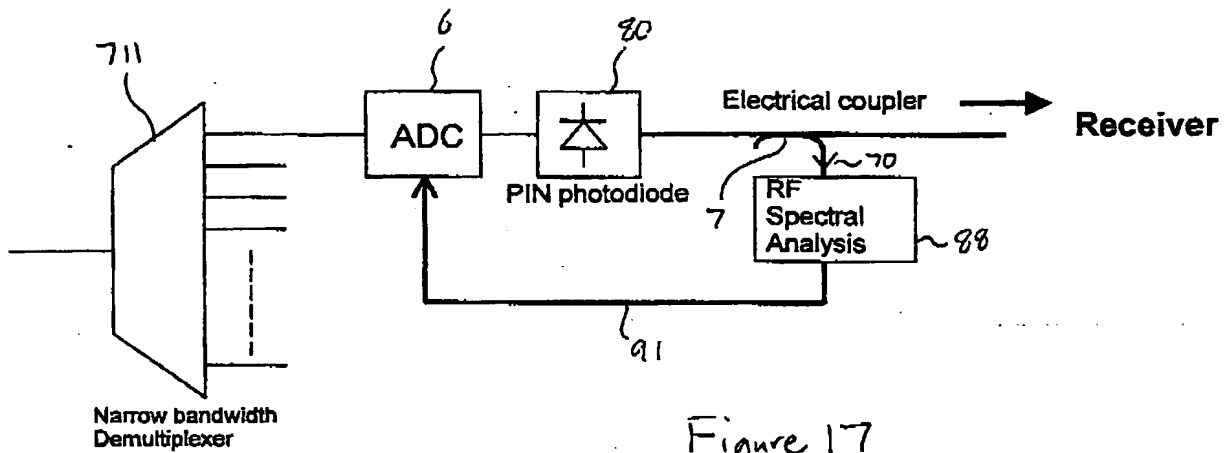 711
6
80
ADC
PIN photodiode
Electrical coupler
Receiver
7
70
RF
Spectral
Analysis
88
91
Narrow bandwidth
Demultiplexer
Figure 17